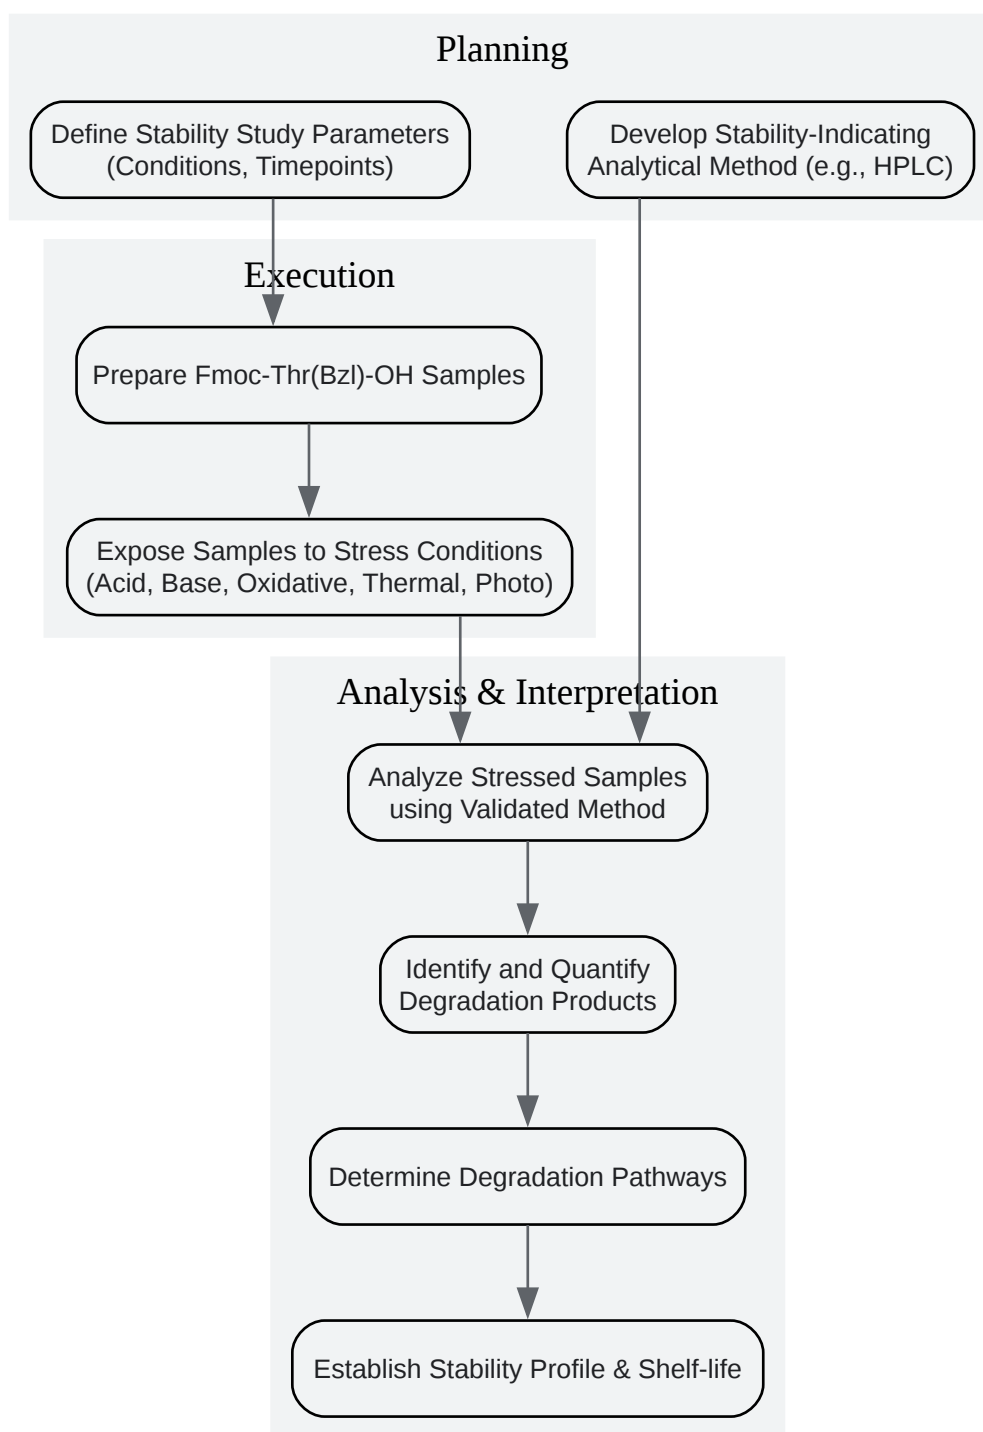 Planning
Define Stability Study Parameters
(Conditions, Timepoints)
Develop Stability-Indicating
Analytical Method (e.g., HPLC)
Execution
Prepare Fmoc-Thr(Bzl)-OH Samples
Expose Samples to Stress Conditions
(Acid, Base, Oxidative, Thermal, Photo)
Analysis & Interpretation
Analyze Stressed Samples
using Validated Method
Identify and Quantify
Degradation Products
Determine Degradation Pathways
Establish Stability Profile & Shelf-life